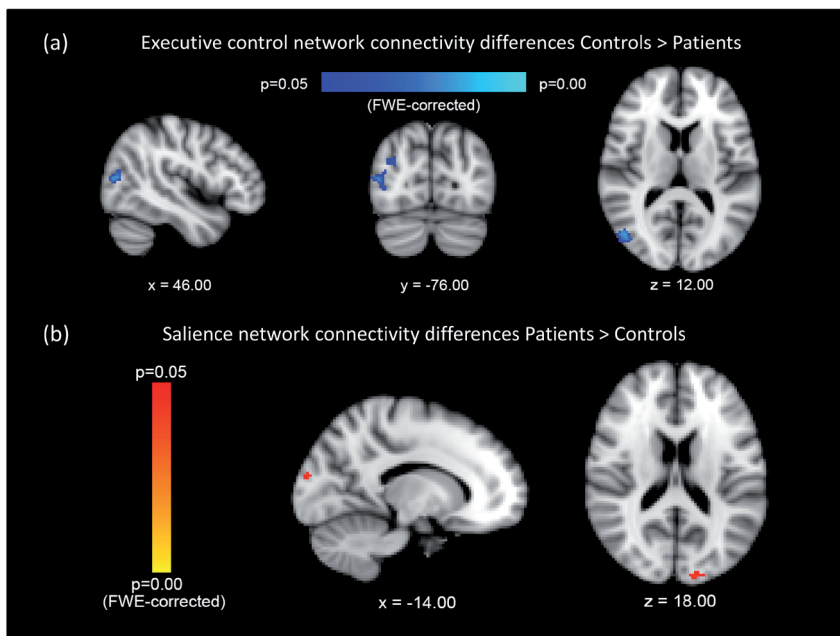 (a) Executive control network connectivity differences Controls > Patients
p=0.05 p=0.00
(FWE-corrected)
x = 46.00 y = -76.00 z = 12.00
(b) Salience network connectivity differences Patients > Controls
p=0.05
p=0.00
(FWE-corrected)
x = -14.00 z = 18.00